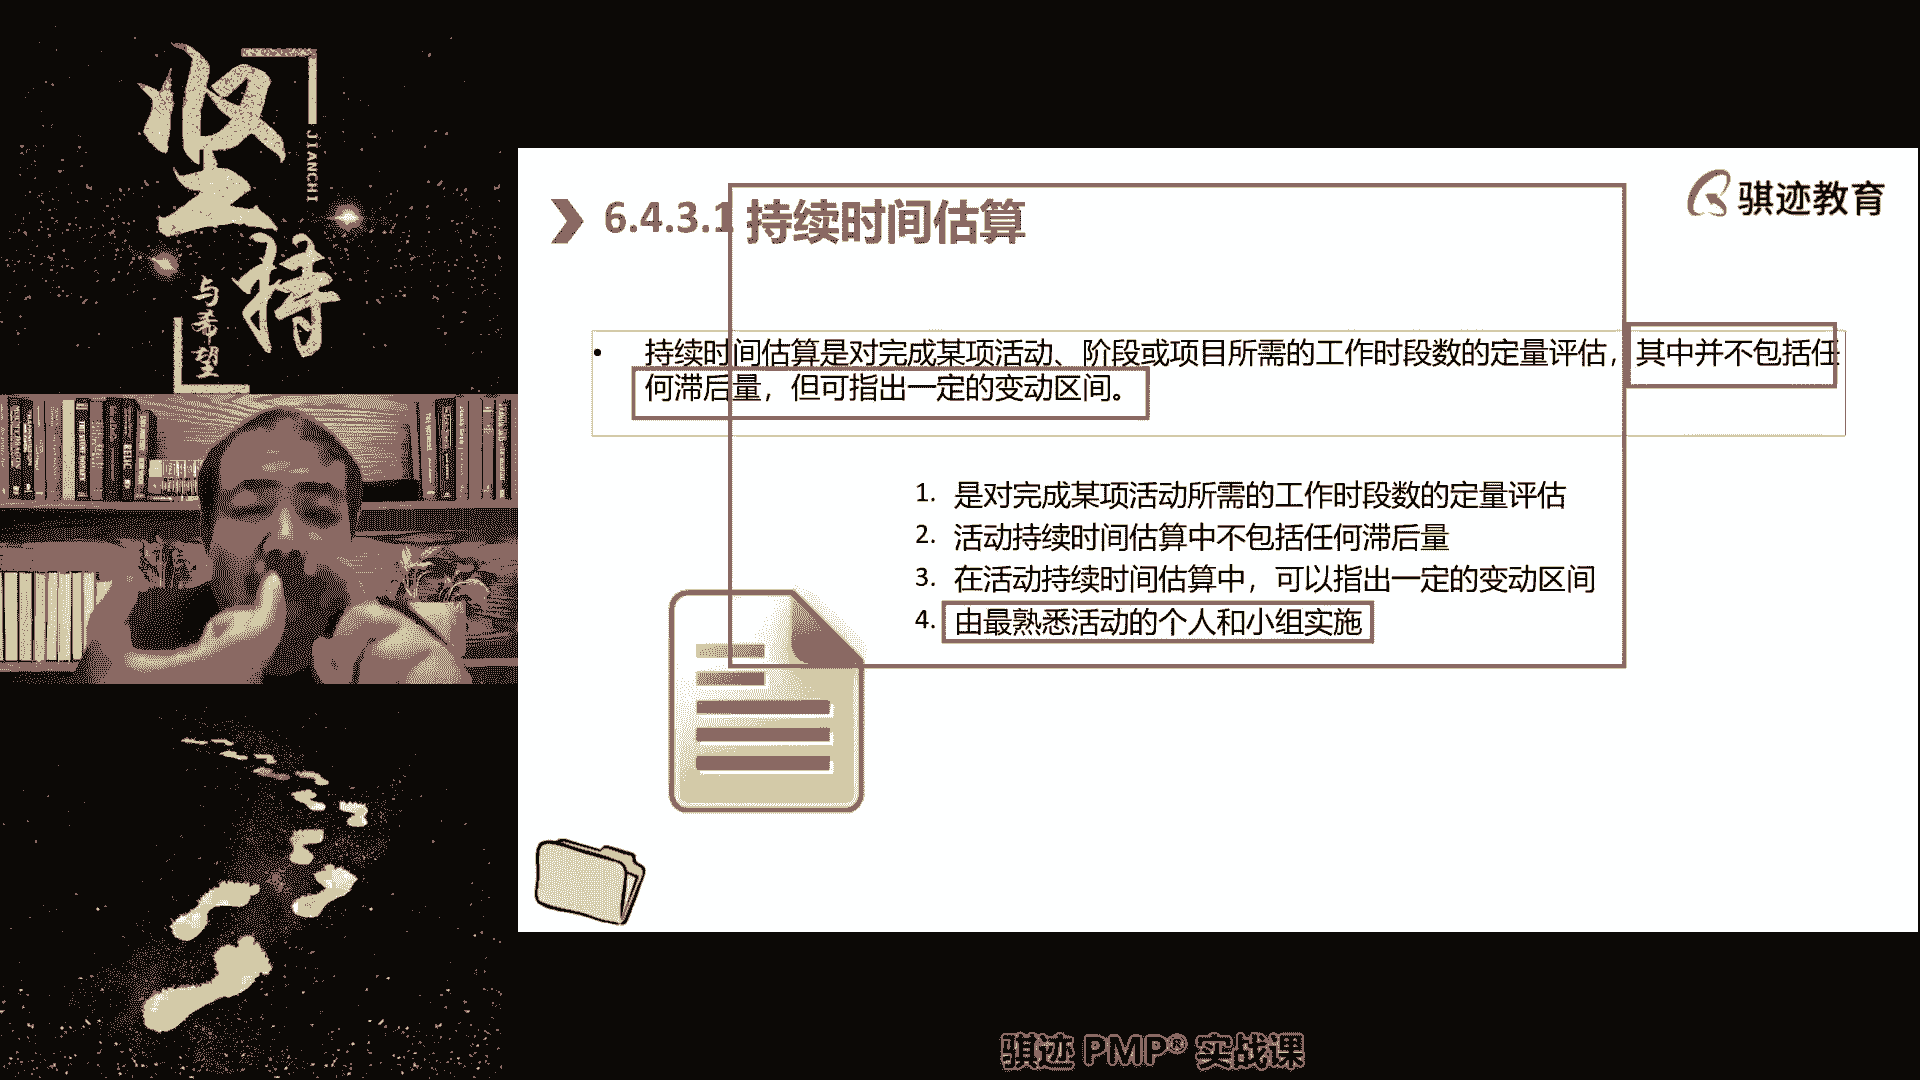 坚持
JIANCHI
与希望
骐迹教育
6.4.3.1 持续时间估算
• 持续时间估算是对完成某项活动、阶段或项目所需的工作时段数的定量评估，其中并不包括任
何滞后量，但可指出一定的变动区间。
1. 是对完成某项活动所需的工作时段数的定量评估
2. 活动持续时间估算中不包括任何滞后量
3. 在活动持续时间估算中，可以指出一定的变动区间
4. 由最熟悉活动的个人和小组实施
骐迹 PMP® 实战课